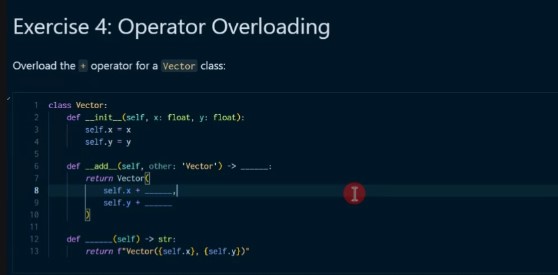 Exercise 4: Operator Overloading
Overload the + operator for a Vector class:
1 class Vector:
2     def __init__(self, x: float, y: float):
3         self.x = x
4         self.y = y
5
6     def __add__(self, other: 'Vector') -> ______:
7         return Vector(
8             self.x + ______,
9             self.y + ______
10         )
11
12     def ______(self) -> str:
13         return f"Vector({self.x}, {self.y})"